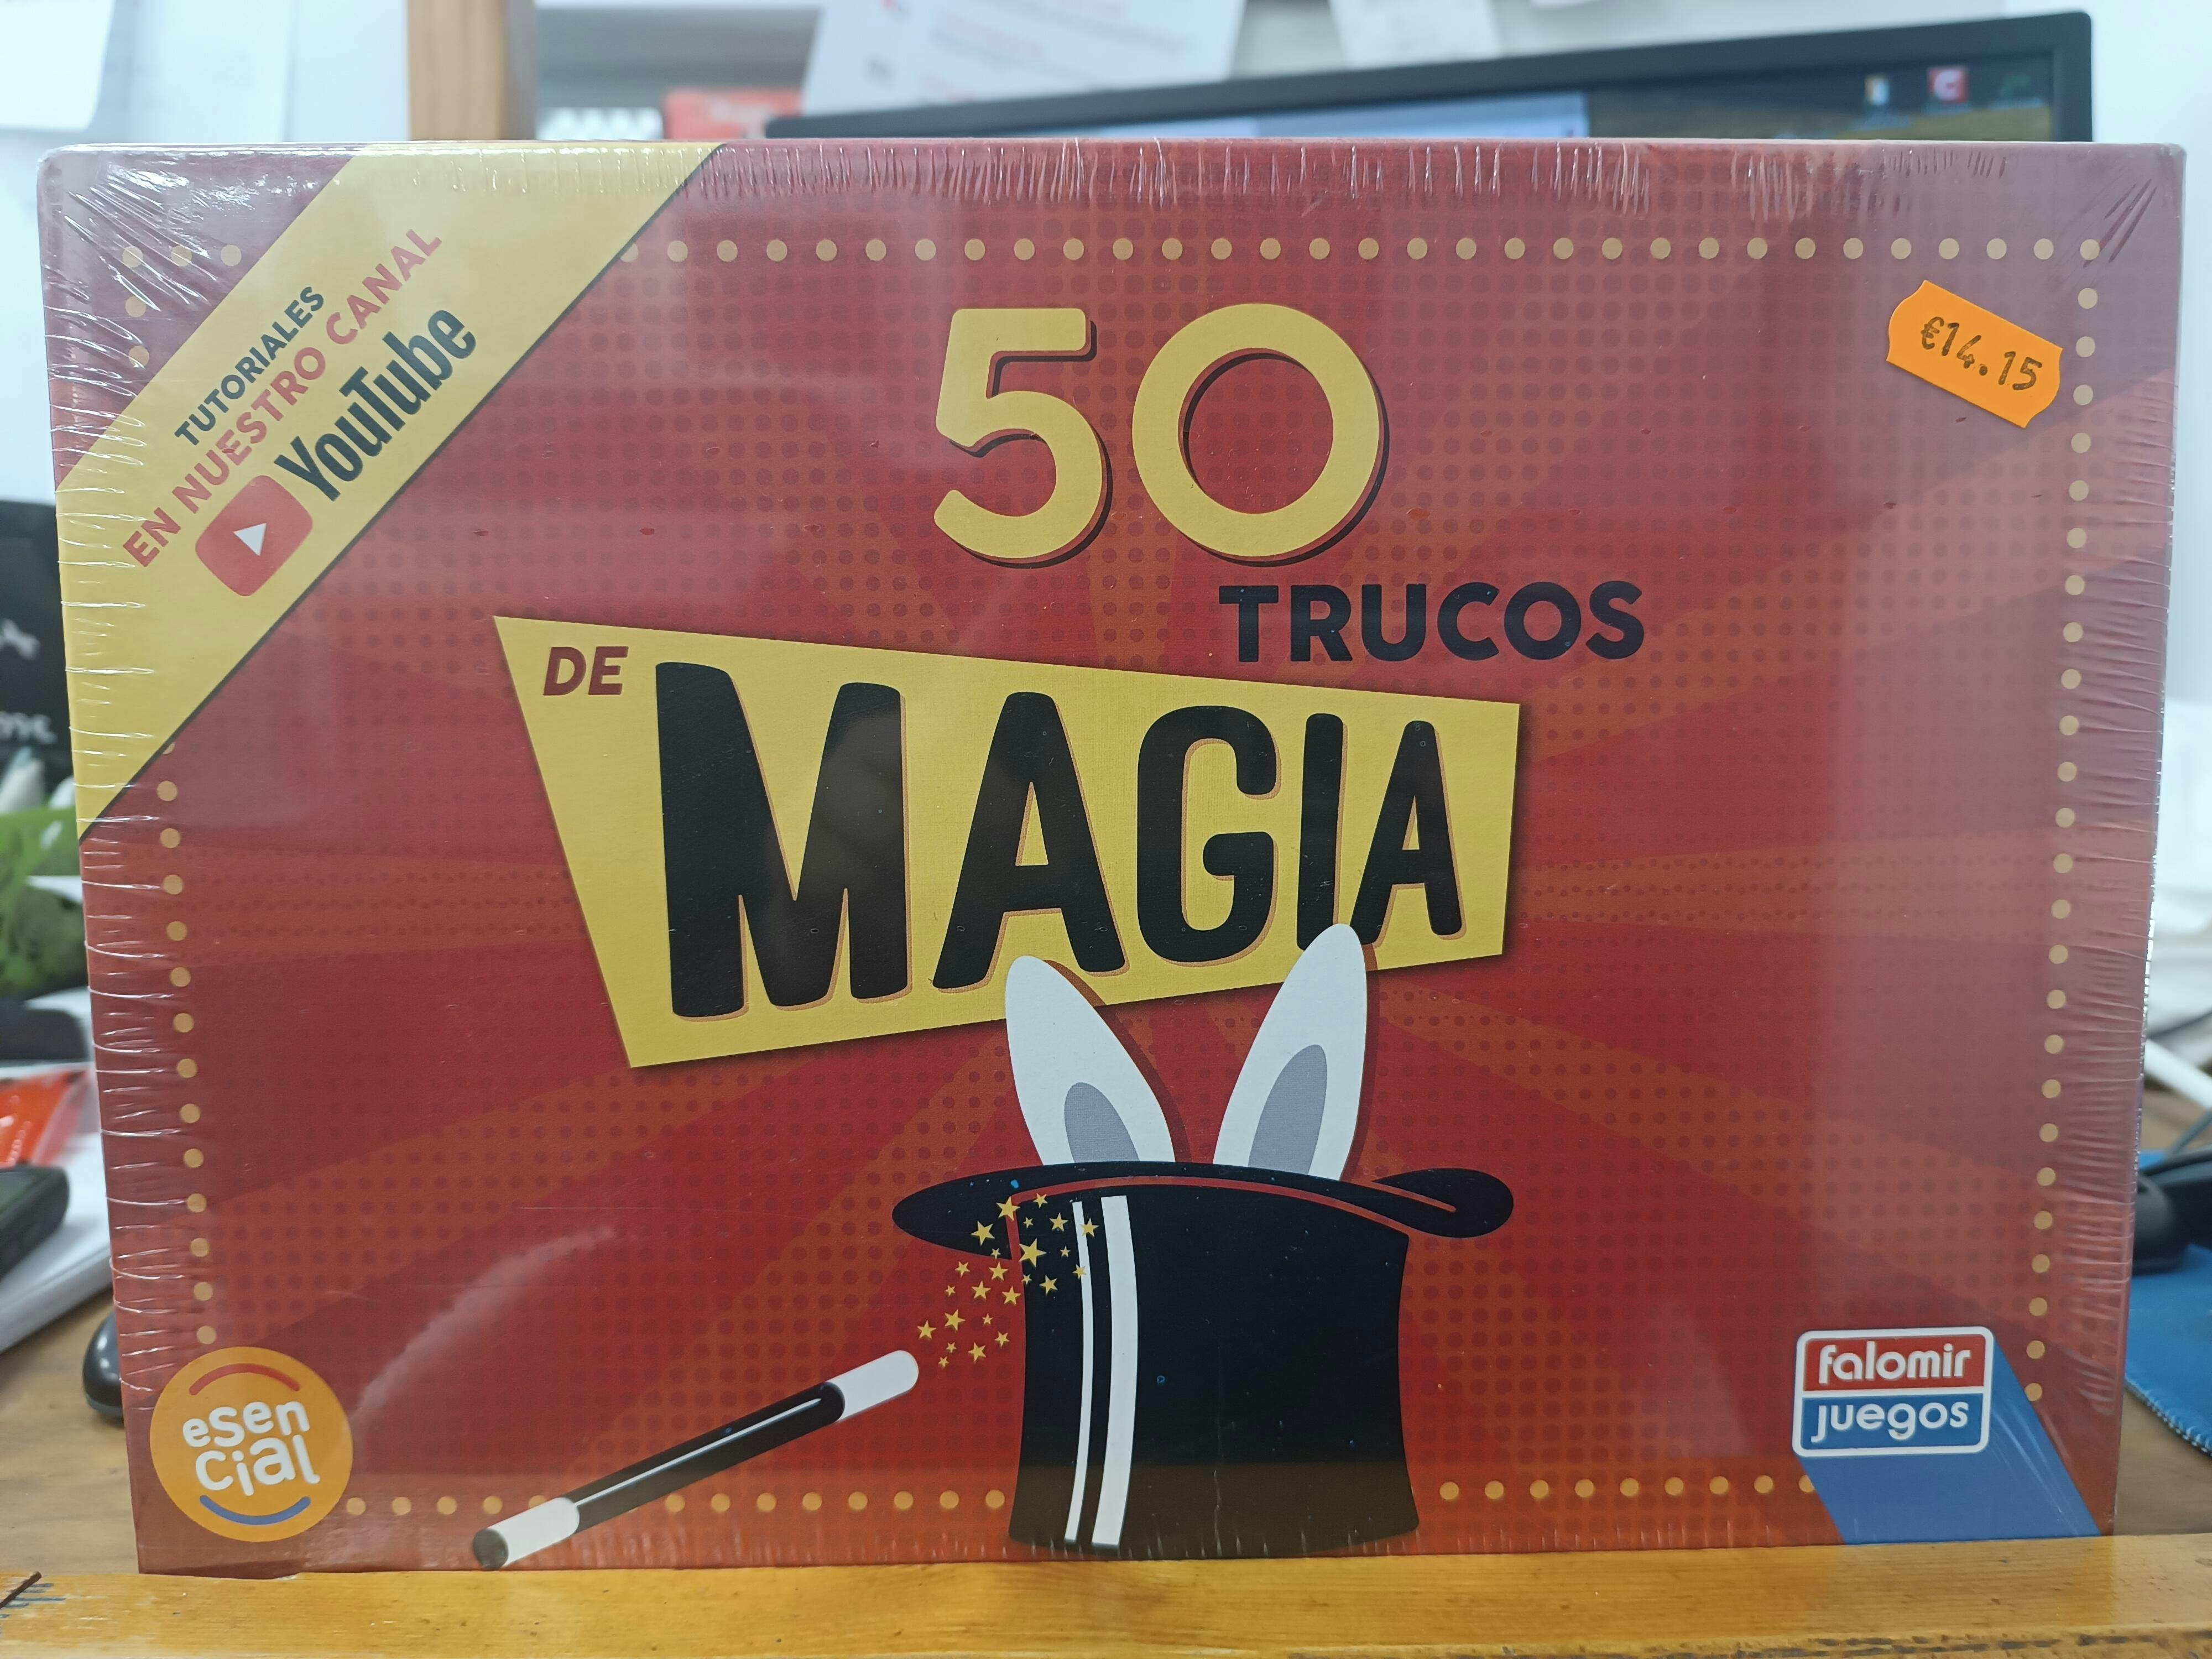 TUTORIALES
EN NUESTRO CANAL
YouTube
50
TRUCOS
DE
MAGIA
€14.15
esen
cial
falomir
juegos